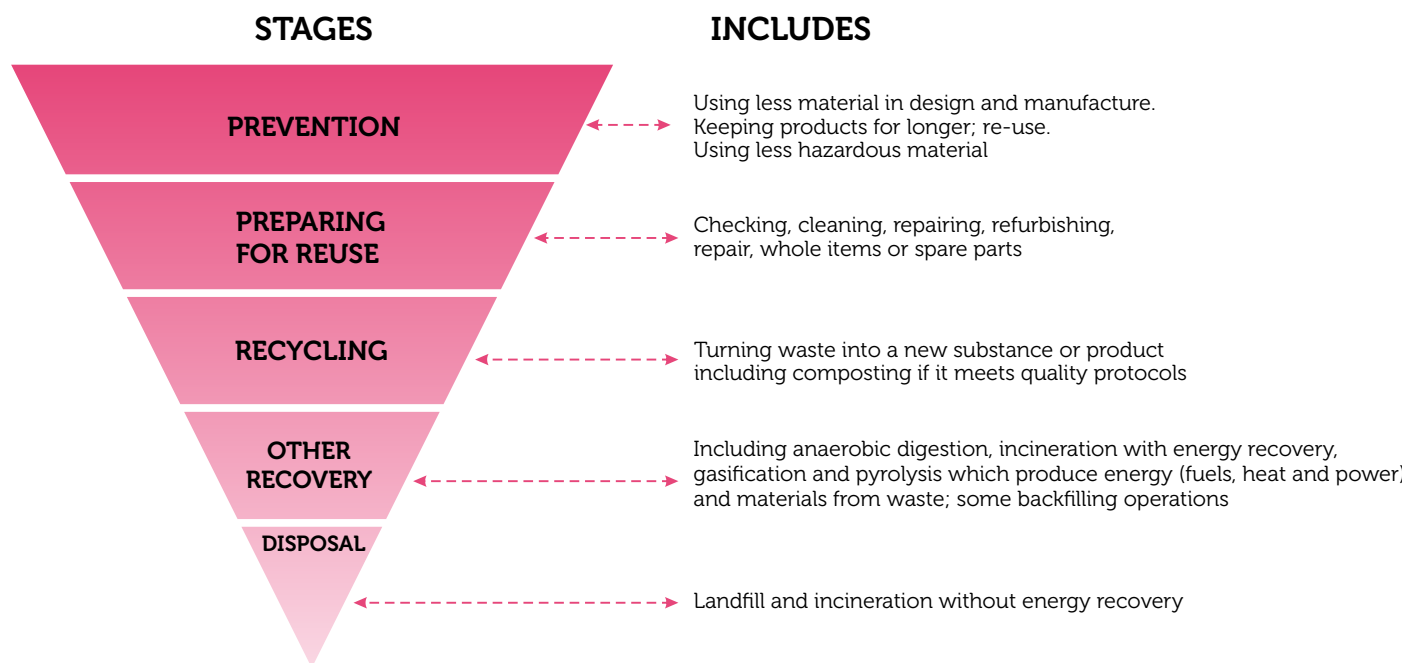 STAGES
INCLUDES
PREVENTION
Using less material in design and manufacture.
Keeping products for longer; re-use.
Using less hazardous material
PREPARING
FOR REUSE
Checking, cleaning, repairing, refurbishing,
repair, whole items or spare parts
RECYCLING
Turning waste into a new substance or product
including composting if it meets quality protocols
OTHER
RECOVERY
Including anaerobic digestion, incineration with energy recovery,
gasification and pyrolysis which produce energy (fuels, heat and power)
and materials from waste; some backfilling operations
DISPOSAL
Landfill and incineration without energy recovery